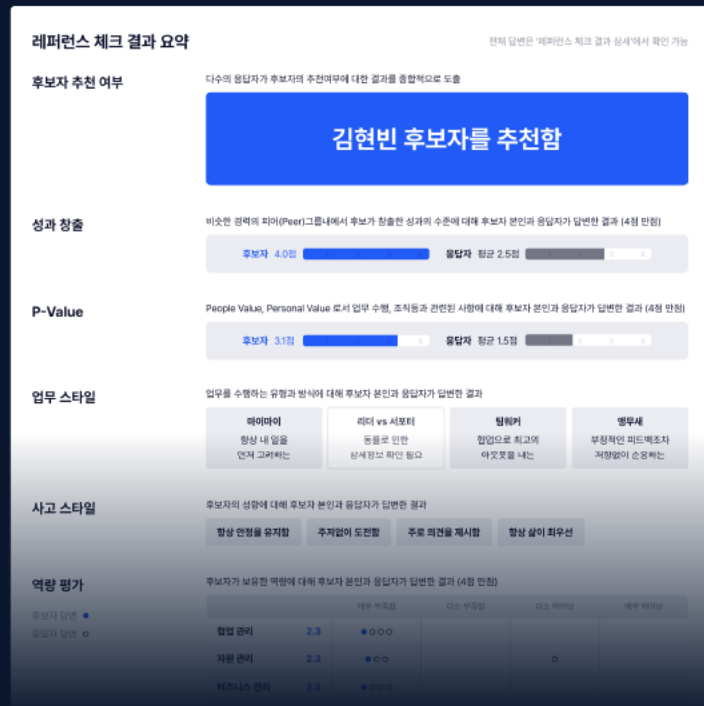 레퍼런스 체크 결과 요약
전체 답변은 '레퍼런스 체크 결과 상세'에서 확인 가능
후보자 추천 여부
다수의 응답자가 후보자의 추천여부에 대한 결과를 종합적으로 도출
김현빈 후보자를 추천함
성과 창출
비슷한 경력의 피어(Peer)그룹내에서 후보가 창출한 성과의 수준에 대해 후보자 본인과 응답자가 답변한 결과 (4점 만점)
후보자 4.0점
응답자 평균 2.5점
3 4
P-Value
People Value, Personal Value 로서 업무 수행, 조직등과 관련된 사항에 대해 후보자 본인과 응답자가 답변한 결과 (4점 만점)
후보자 3.1점
4
응답자 평균 1.5점
2 3 4
업무 스타일
업무를 수행하는 유형과 방식에 대해 후보자 본인과 응답자가 답변한 결과
마이마이
항상 내 일을
먼저 고려하는
리더 vs 서포터
동률로 인한
상세정보 확인 필요
팀워커
협업으로 최고의
아웃풋을 내는
앵무새
부정적인 피드백조차
저항없이 순응하는
사고 스타일
후보자의 성향에 대해 후보자 본인과 응답자가 답변한 결과
항상 안정을 유지함
주저없이 도전함
주로 의견을 제시함
항상 삶이 최우선
역량 평가
후보자가 보유한 역량에 대해 후보자 본인과 응답자가 답변한 결과 (4점 만점)
후보자 답변
응답자 답변
매우 부족함
다소 부족함
다소 뛰어남
매우 뛰어남
협업 관리 2.3
자원 관리 2.3
비즈니스 관리 2.3